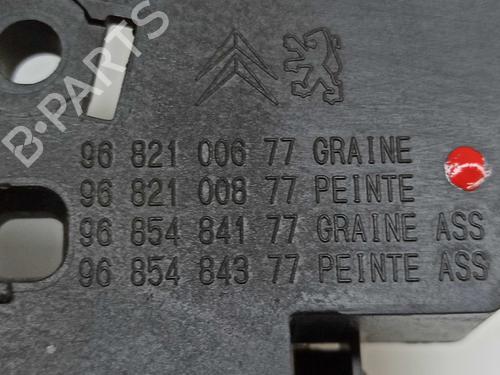 B-PARTS
96 821 006 77 GRAINE
96 821 008 77 PEINTE
96 854 841 77 GRAINE ASS
96 854 843 77 PEINTE ASS